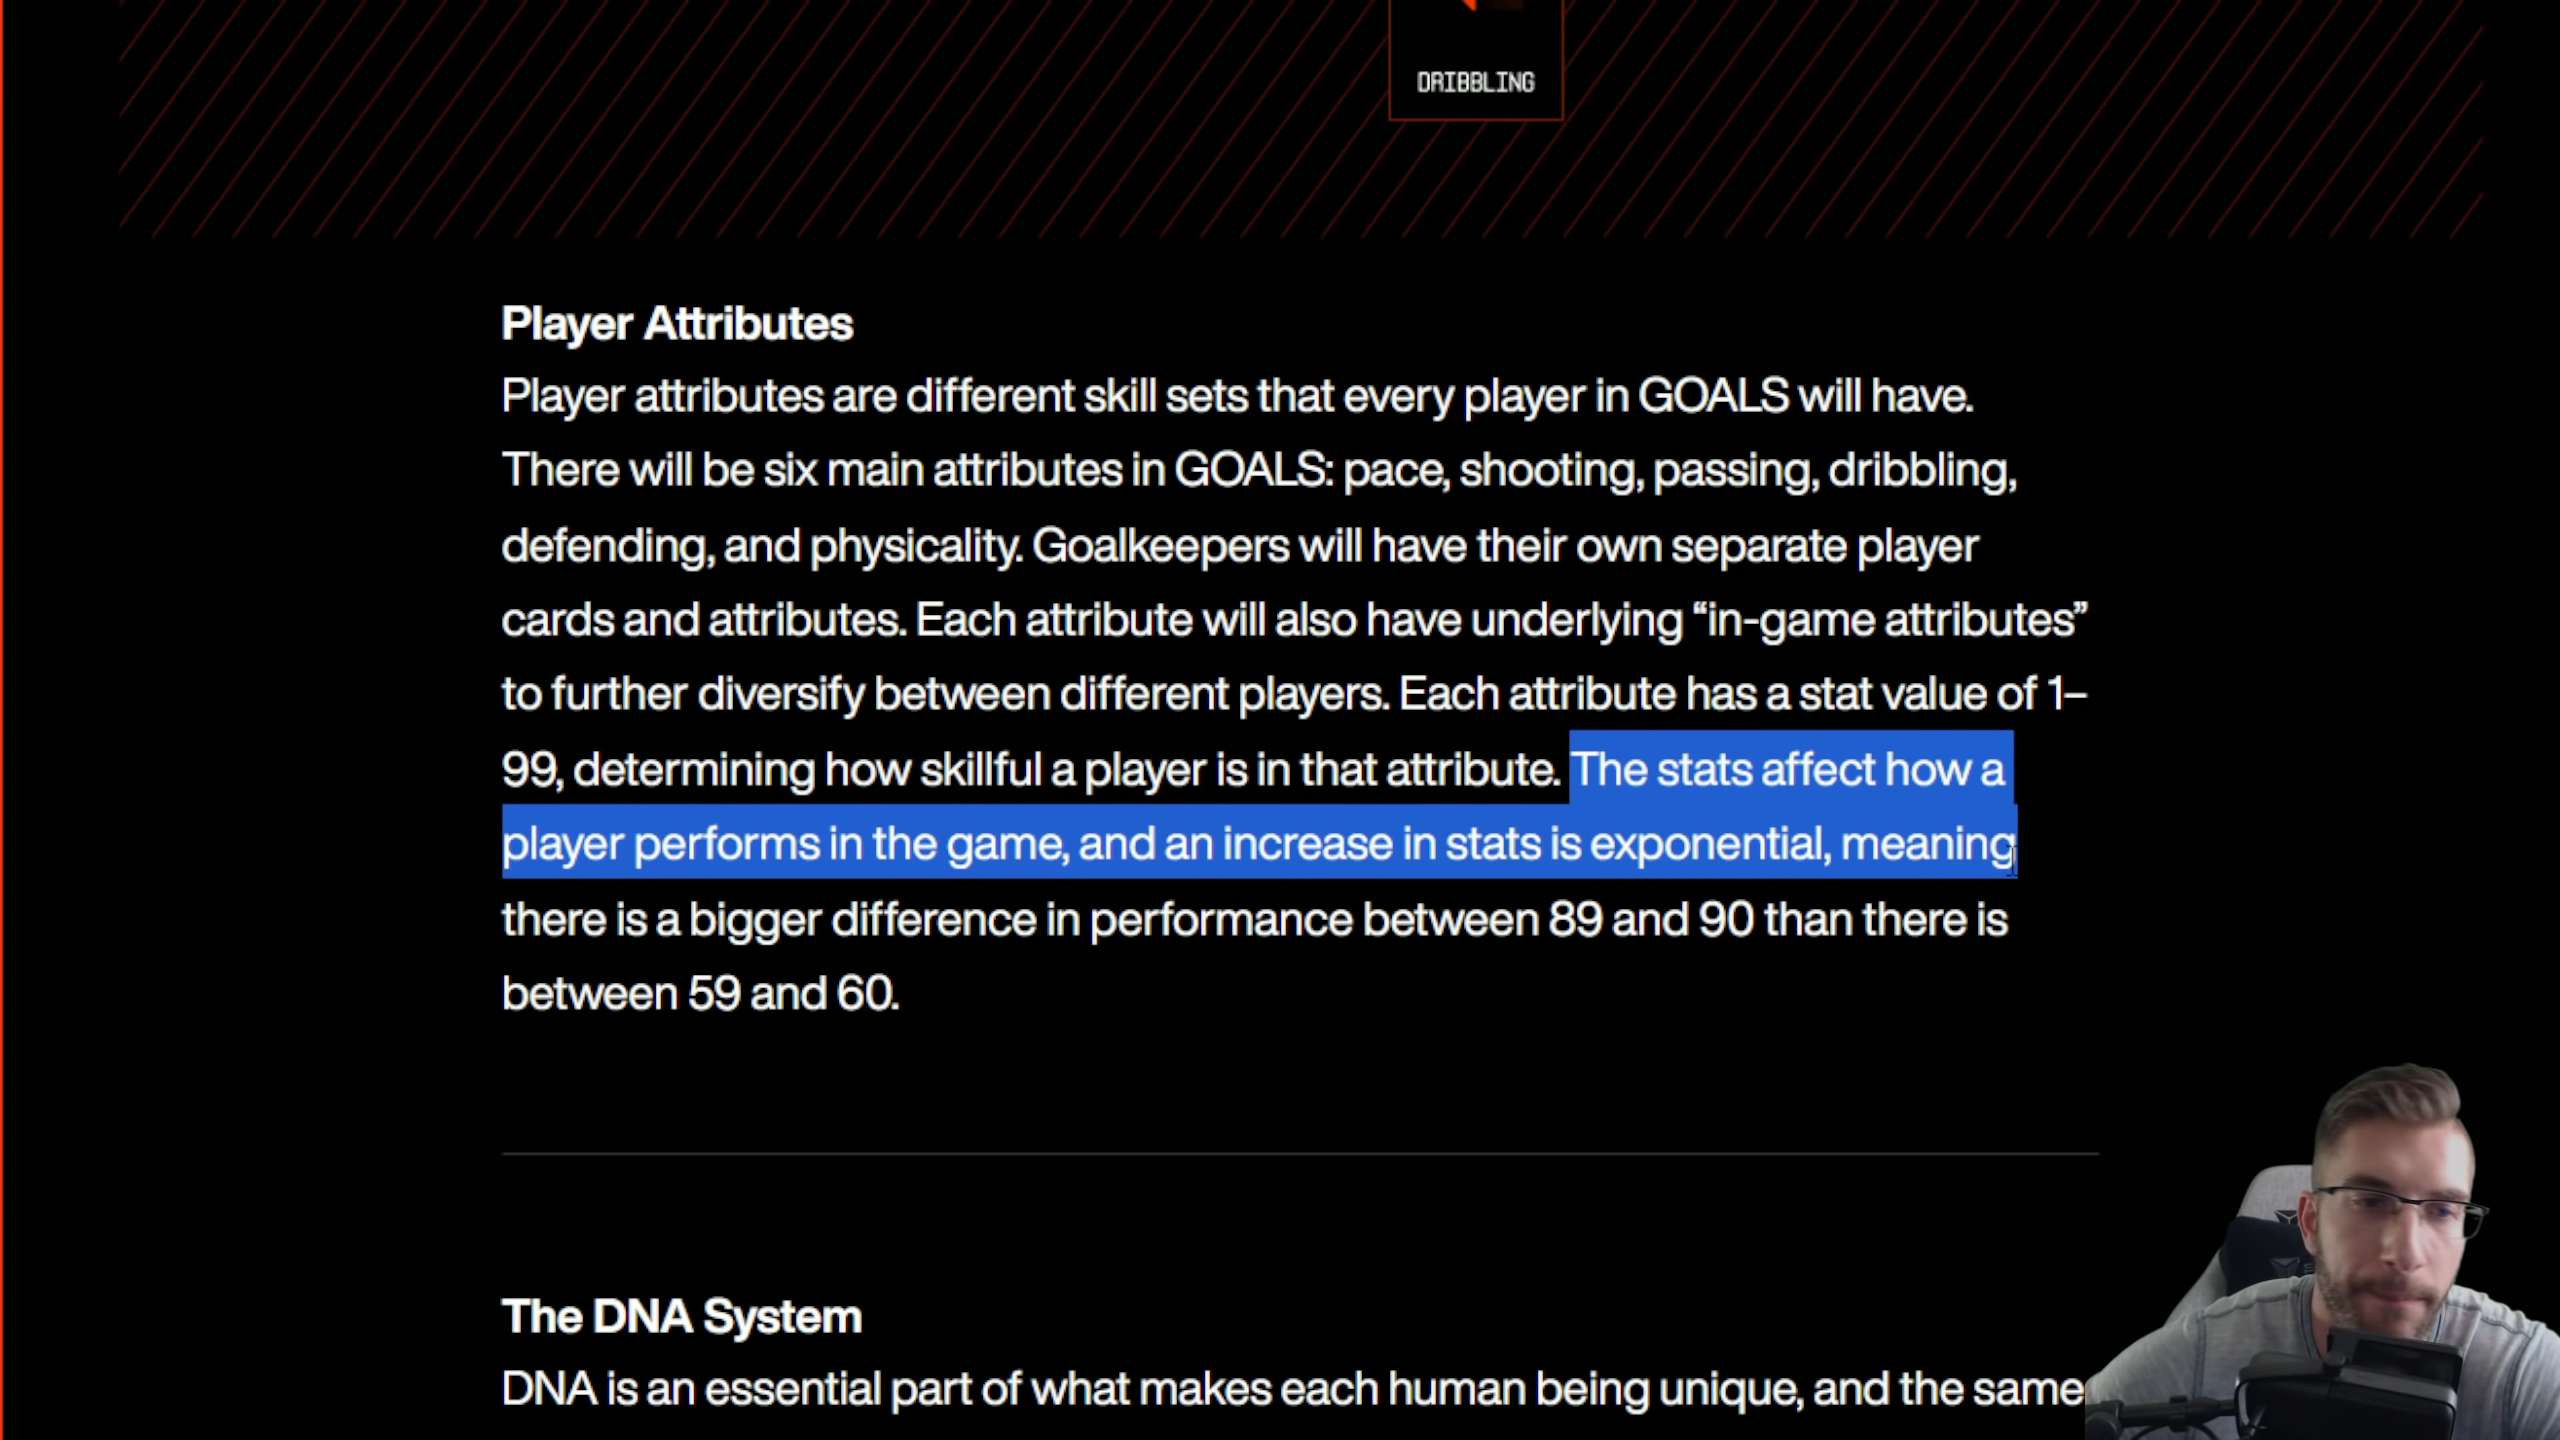 DRIBBLING
Player Attributes
Player attributes are different skill sets that every player in GOALS will have.
There will be six main attributes in GOALS: pace, shooting, passing, dribbling,
defending, and physicality. Goalkeepers will have their own separate player
cards and attributes. Each attribute will also have underlying “in-game attributes”
to further diversify between different players. Each attribute has a stat value of 1–
99, determining how skillful a player is in that attribute. The stats affect how a
player performs in the game, and an increase in stats is exponential, meaning
there is a bigger difference in performance between 89 and 90 than there is
between 59 and 60.
The DNA System
DNA is an essential part of what makes each human being unique, and the same